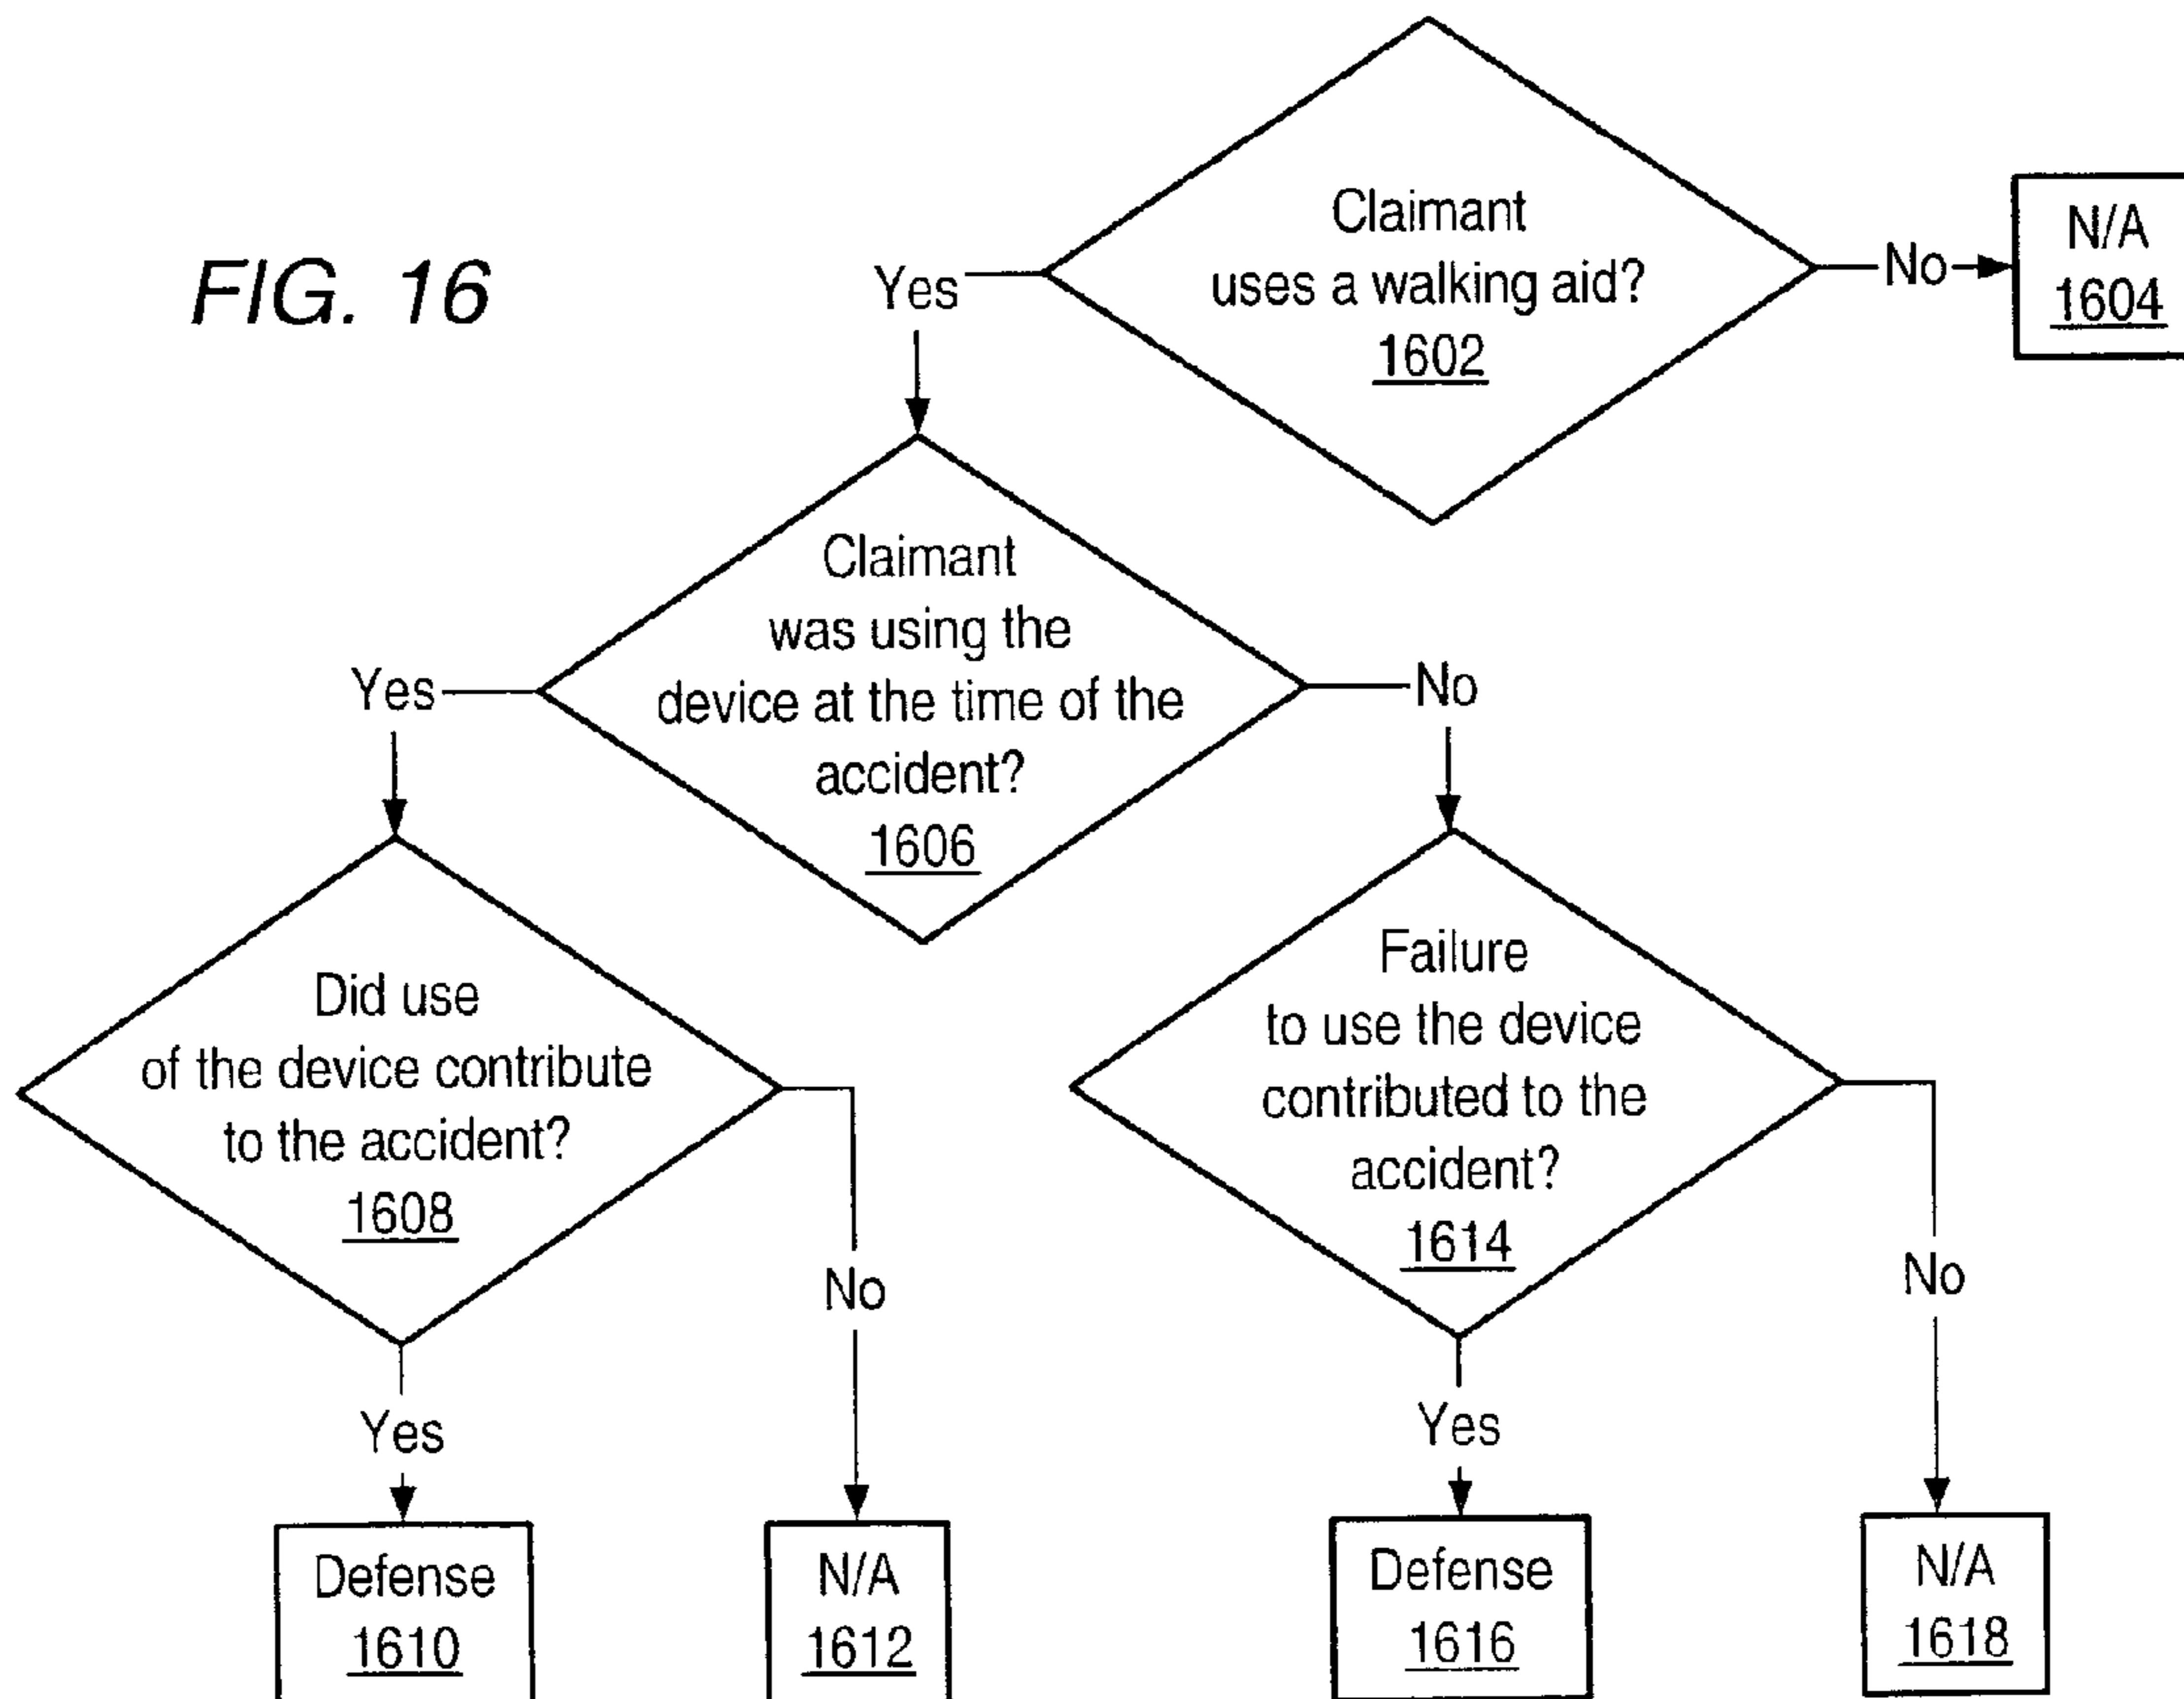 FIG. 16
Claimant
uses a walking aid?
1602
Yes
No
N/A
1604
Claimant
was using the
device at the time of the
accident?
1606
Yes
No
Did use
of the device contribute
to the accident?
1608
Failure
to use the device
contributed to the
accident?
1614
No
No
Yes
Yes
Defense
1610
N/A
1612
Defense
1616
N/A
1618